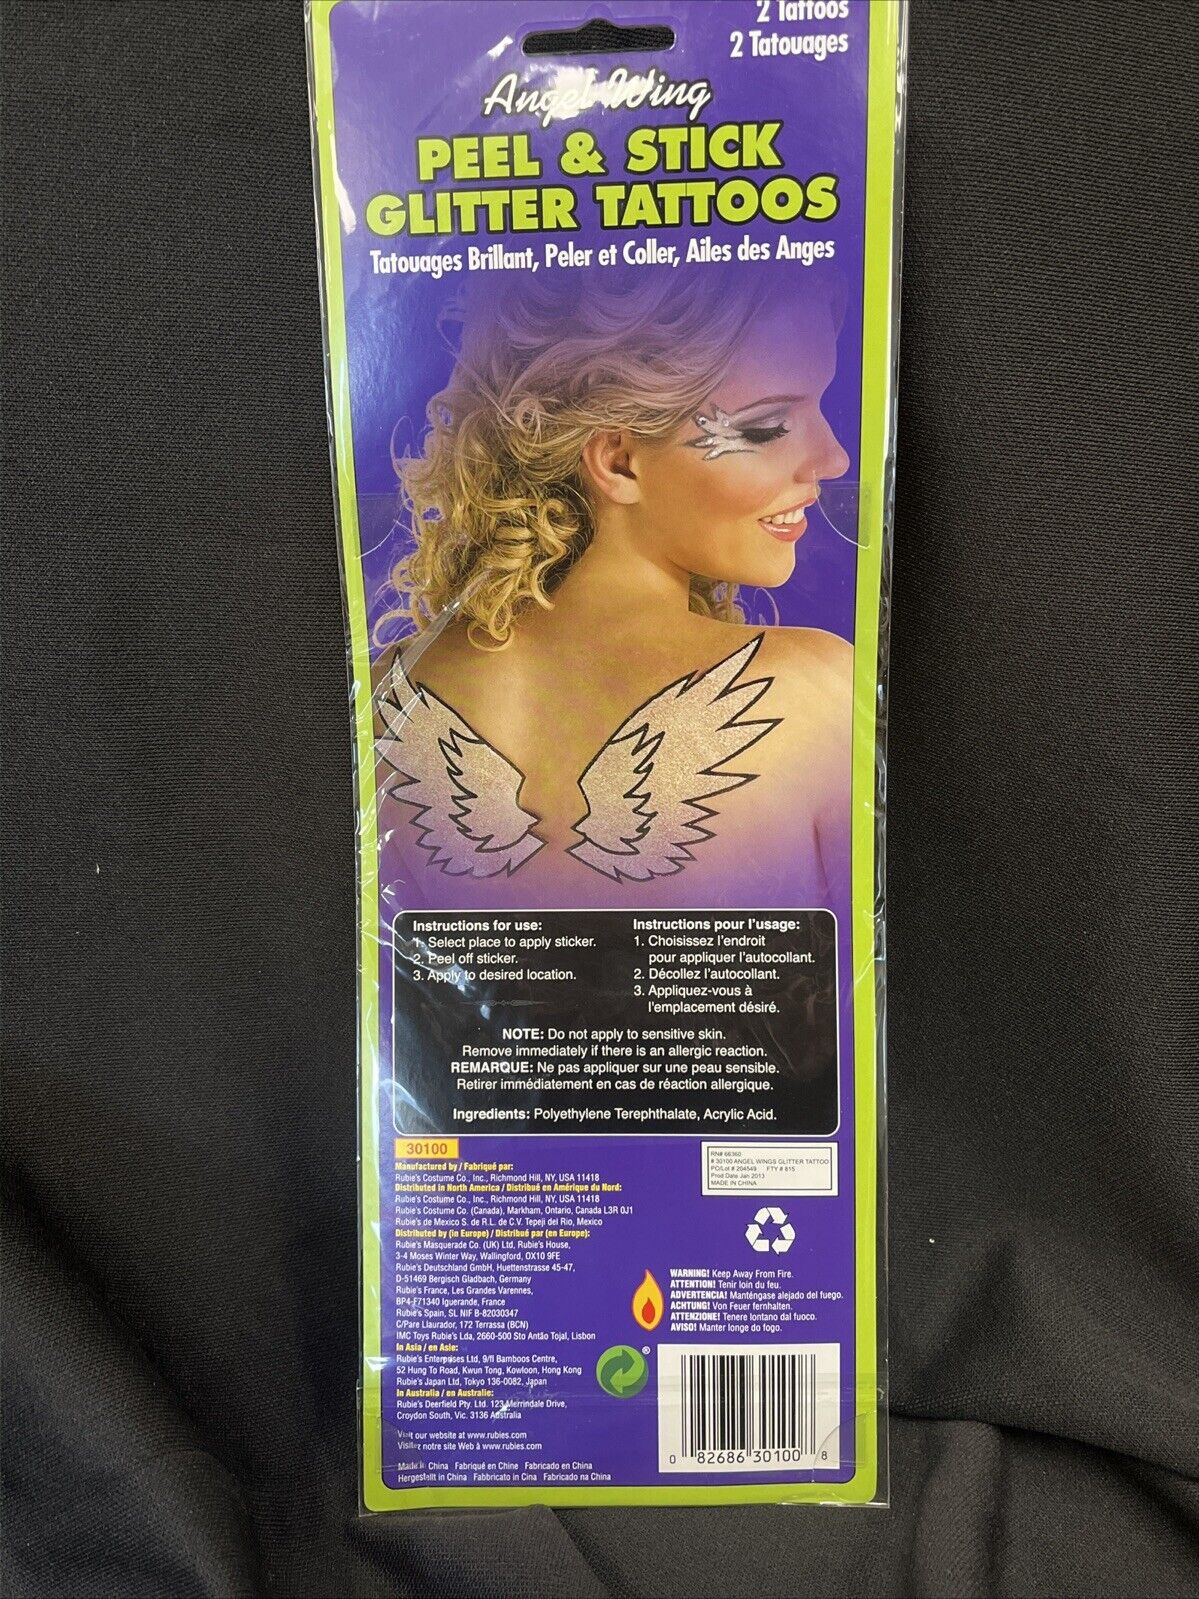 2 Tattoos
2 Tatouages
Angel Wing
PEEL & STICK
GLITTER TATTOOS
Tatouages Brillant, Peler et Coller, Ailes des Anges
Instructions for use:
1. Select place to apply sticker.
2. Peel off sticker.
3. Apply to desired location.
Instructions pour l'usage:
1. Choisissez l'endroit
pour appliquer l'autocollant.
2. Décollez l'autocollant.
3. Appliquez-vous à
l'emplacement désiré.
NOTE: Do not apply to sensitive skin.
Remove immediately if there is an allergic reaction.
REMARQUE: Ne pas appliquer sur une peau sensible.
Retirer immédiatement en cas de réaction allergique.
Ingredients: Polyethylene Terephthalate, Acrylic Acid.
30100
Manufactured by / Fabriqué par:
Rubie's Costume Co., Inc., Richmond Hill, NY, USA 11418
Distributed in North America / Distribué en Amérique du Nord:
Rubie's Costume Co., Inc., Richmond Hill, NY, USA 11418
Rubie's Costume Co. (Canada), Markham, Ontario, Canada L3R 0J1
Rubie's de Mexico S. de R.L. de C.V. Tepeji del Rio, Mexico
Distributed by (in Europe) / Distribué par (en Europe):
Rubie's Masquerade Co. (UK) Ltd, Rubie's House,
3-4 Moses Winter Way, Wallingford, OX10 9FE
Rubie's Deutschland GmbH, Huettenstrasse 45-47,
D-51469 Bergisch Gladbach, Germany
Rubie's France, Les Grandes Varennes,
BP4-F71340 Iguerande, France
Rubie's Spain, SL NIF B-82030347
C/Pare Llaurador, 172 Terrassa (BCN)
IMC Toys Rubie's Lda, 2660-500 Sto Antão Tojal, Lisbon
In Asia / en Asie:
Rubie's Enterprises Ltd, 9/fl Bamboos Centre,
52 Hung To Road, Kwun Tong, Kowloon, Hong Kong
Rubie's Japan Ltd, Tokyo 136-0082, Japan
In Australia / en Australie:
Rubie's Deerfield Pty. Ltd. 123 Merrindale Drive,
Croydon South, Vic. 3136 Australia
Visit our website at www.rubies.com
Visitez notre site Web à www.rubies.com
Made in China Fabriqué en Chine Fabricado en China
Hergestellt in China Fabbricato in Cina Fabricado na China
RN# 66360
# 30100 ANGEL WINGS GLITTER TATTOO
PO/Lot # 204549 FTY # 815
Prod Date Jan 2013
MADE IN CHINA
WARNING! Keep Away From Fire.
ATTENTION! Tenir loin du feu.
ADVERTENCIA! Manténgase alejado del fuego.
ACHTUNG! Von Feuer fernhalten.
ATTENZIONE! Tenere lontano dal fuoco.
AVISO! Manter longe do fogo.
®
0 82686 30100 8